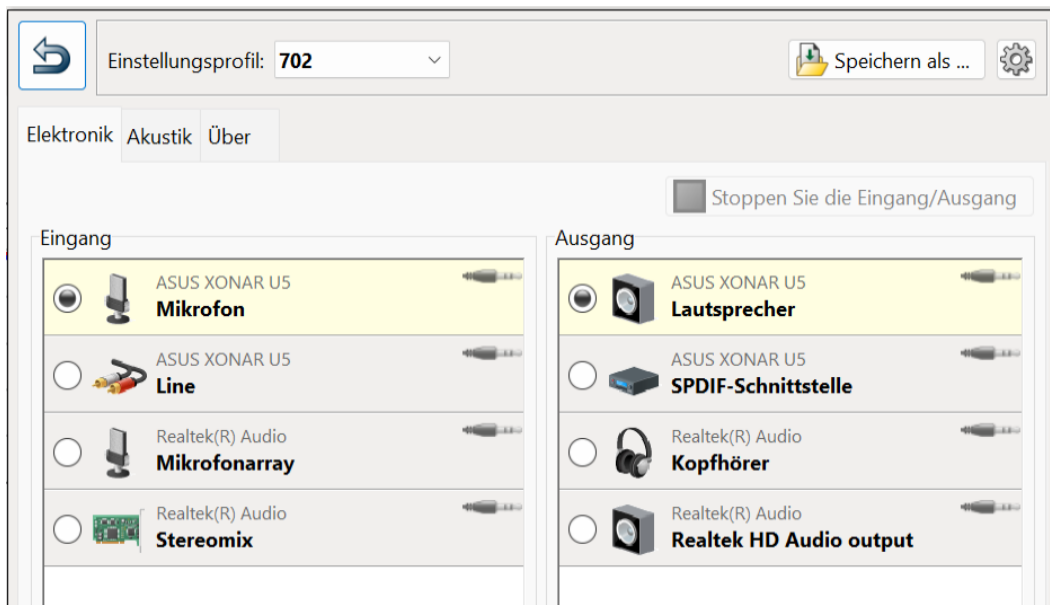 Einstellungsprofil: 702
Speichern als ...
Elektronik Akustik Über
Stoppen Sie die Eingang/Ausgang
Eingang
ASUS XONAR U5
Mikrofon
ASUS XONAR U5
Line
Realtek(R) Audio
Mikrofonarray
Realtek(R) Audio
Stereomix
Ausgang
ASUS XONAR U5
Lautsprecher
ASUS XONAR U5
SPDIF-Schnittstelle
Realtek(R) Audio
Kopfhörer
Realtek(R) Audio
Realtek HD Audio output